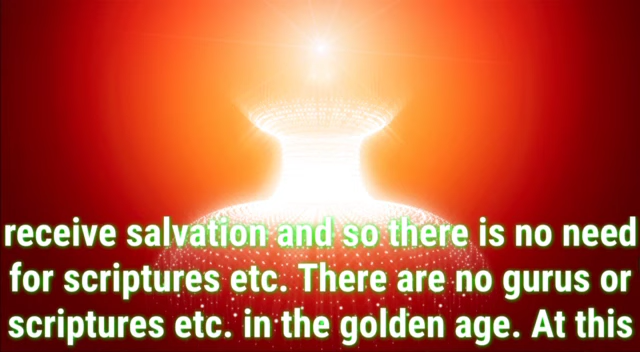 receive salvation and so there is no need
for scriptures etc. There are no gurus or
scriptures etc. in the golden age. At this